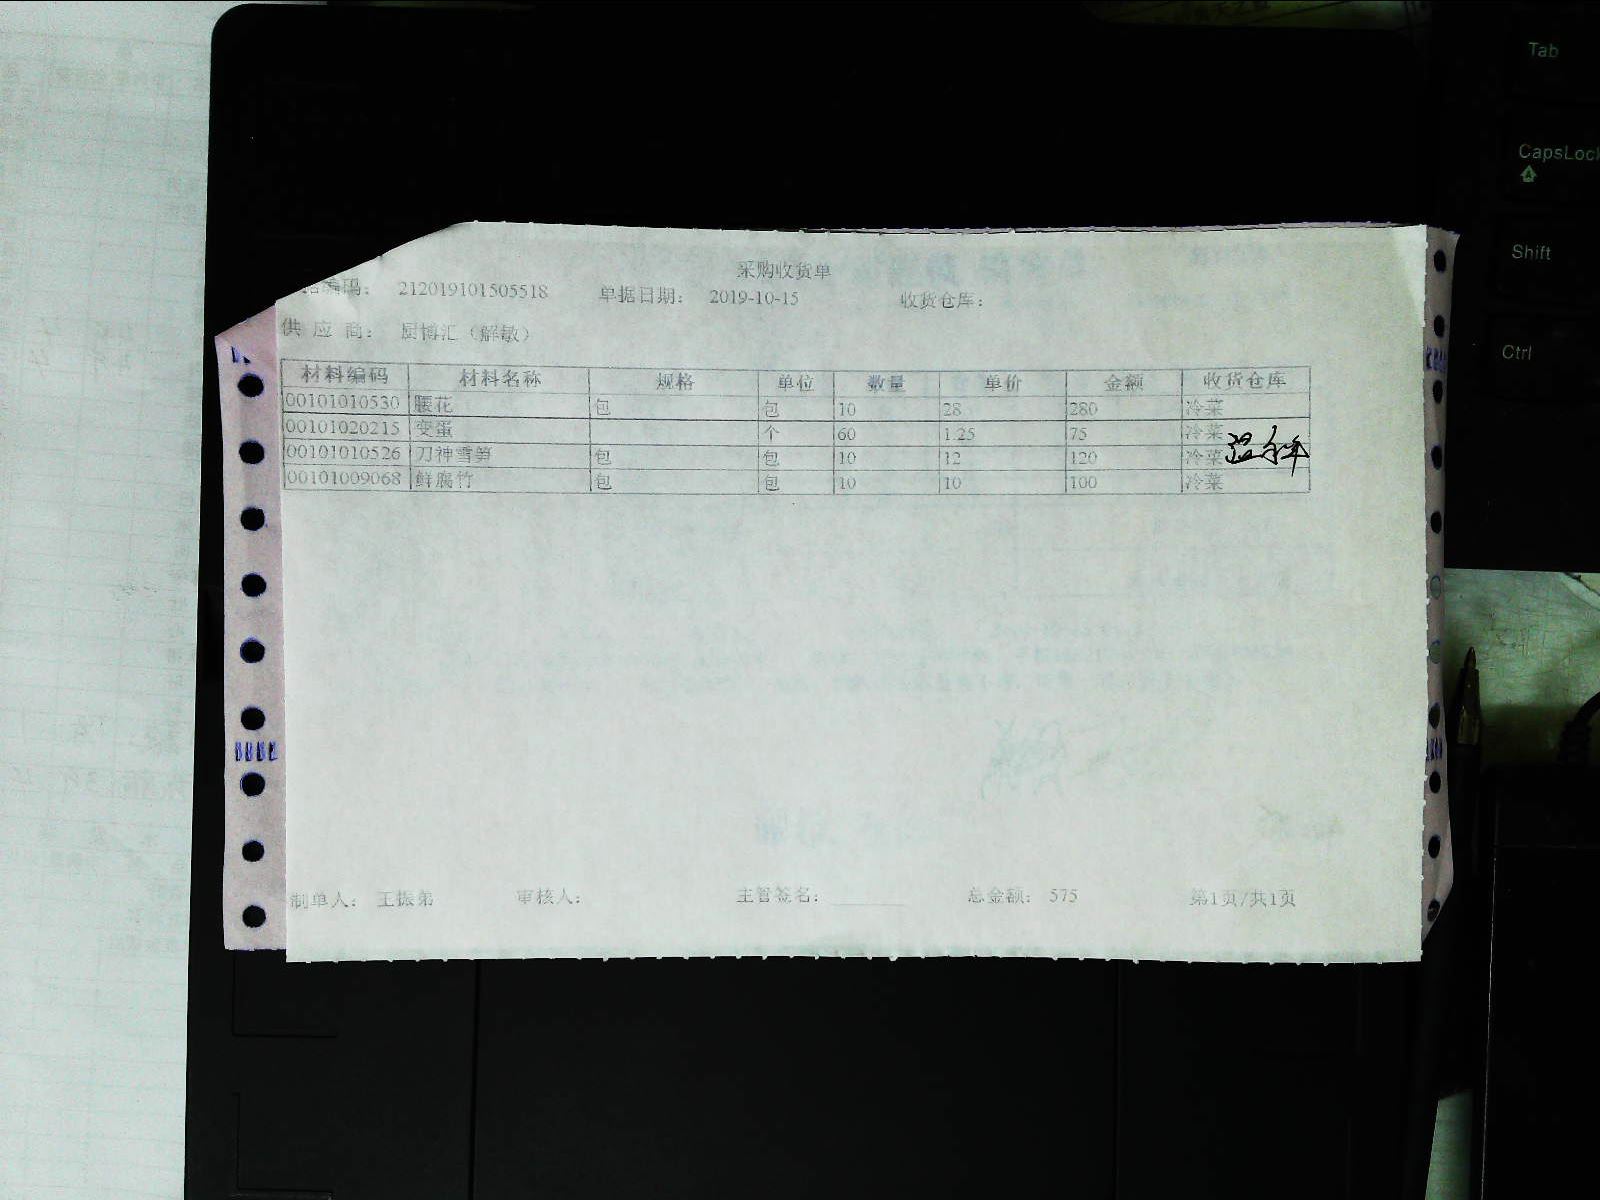 采购收货单
编码： 212019101505518 单据日期： 2019-10-15 收货仓库：
供 应 商： 厨博汇（解敏）
材料编码 材料名称 规格 单位 数量 单价 金额 收货仓库
00101010530 腰花 包 包 10 28 280 冷菜
00101020215 变蛋 个 60 1.25 75 冷菜
00101010526 刀神雪笋 包 包 10 12 120 冷菜
00101009068 鲜腐竹 包 包 10 10 100 冷菜
制单人： 王振弟 审核人： 主管签名： 总金额： 575 第1页/共1页
Tab
CapsLock
Shift
Ctrl